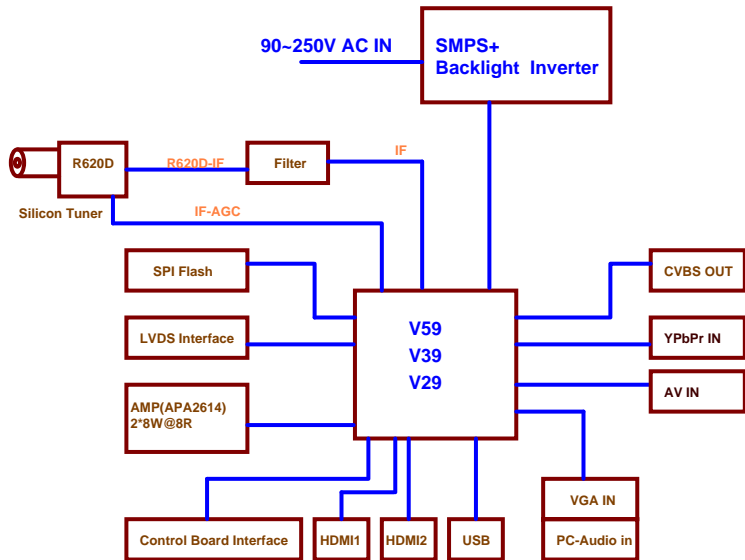 90~250V AC IN
SMPS+
Backlight Inverter
R620D
R620D-IF
Filter
IF
Silicon Tuner
IF-AGC
SPI Flash
CVBS OUT
LVDS Interface
V59
V39
V29
YPbPr IN
AV IN
AMP(APA2614)
2*8W@8R
VGA IN
Control Board Interface
HDMI1
HDMI2
USB
PC-Audio in